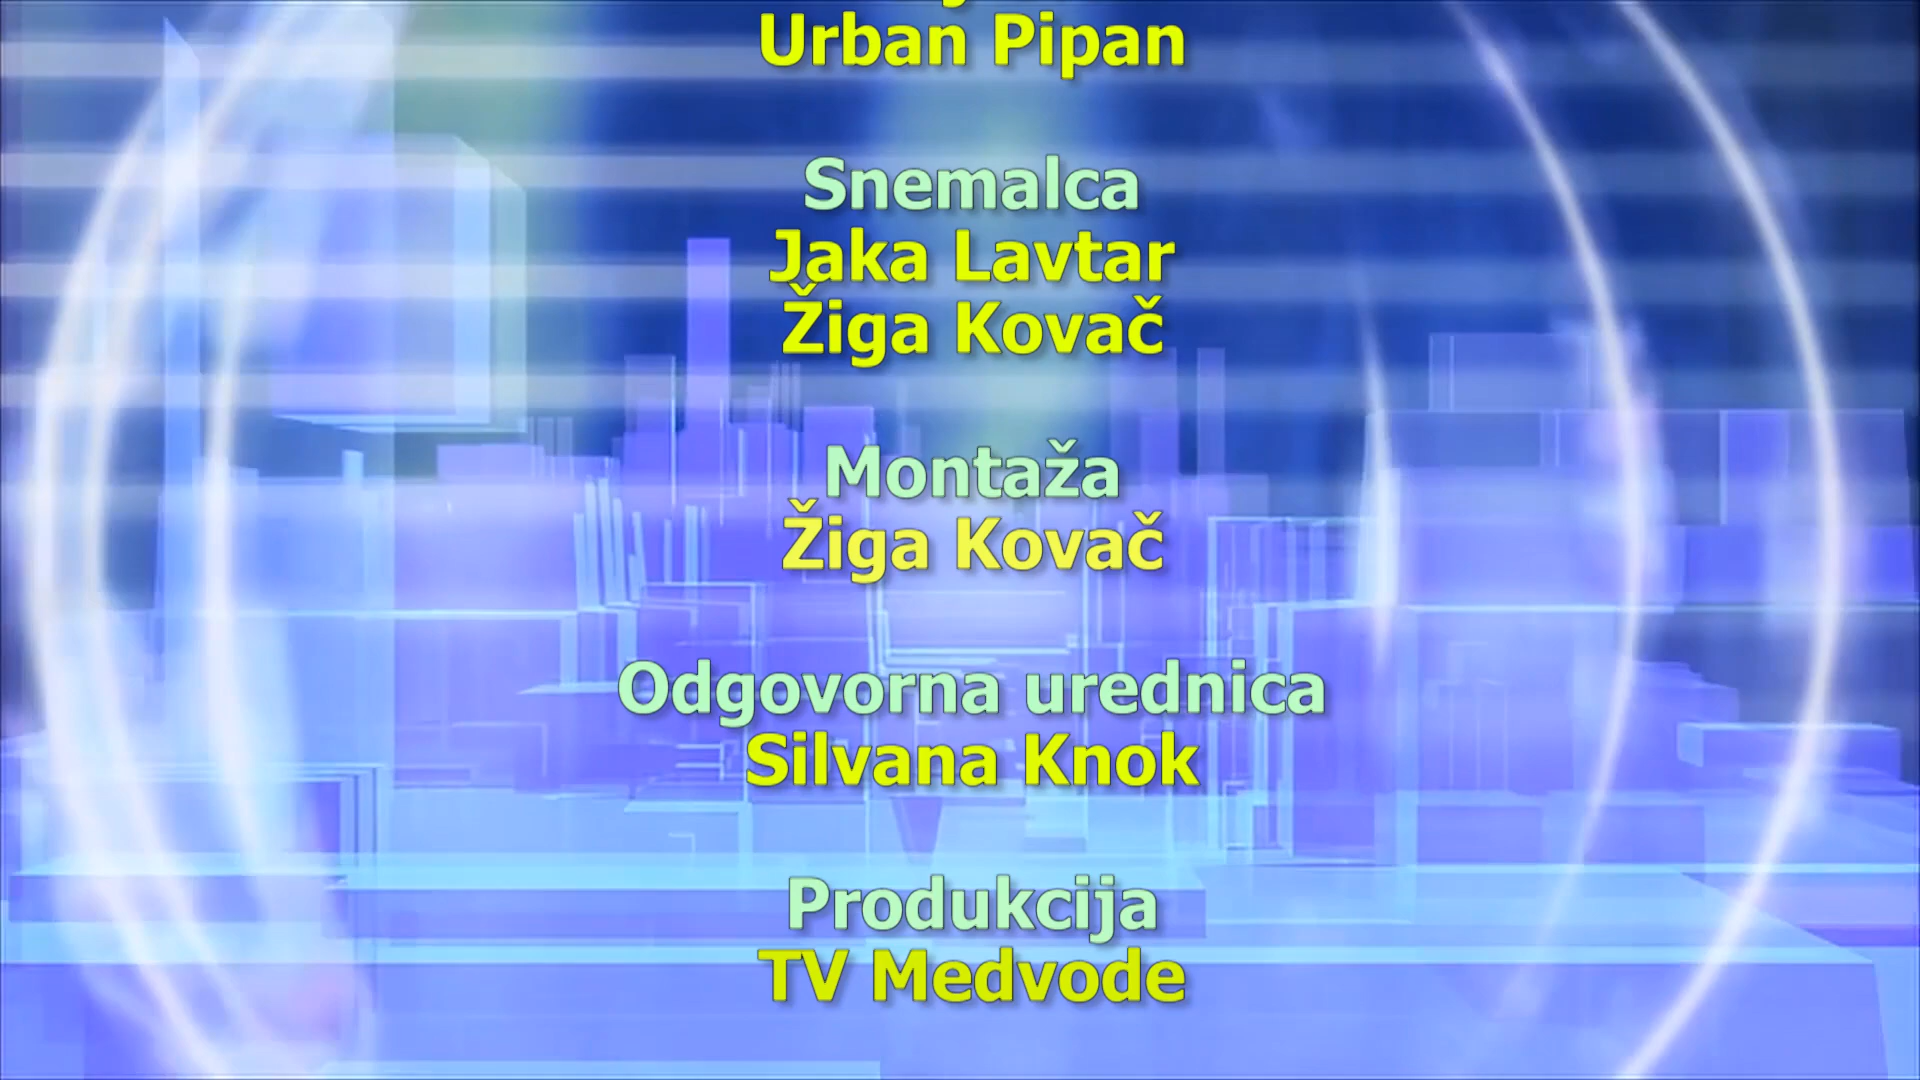 Urban Pipan
Snemalca
Jaka Lavtar
Žiga Kovač
Montaža
Žiga Kovač
Odgovorna urednica
Silvana Knok
Produkcija
TV Medvode